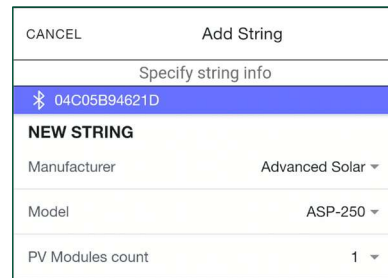 CANCEL Add String
Specify string info
04C05B94621D
NEW STRING
Manufacturer Advanced Solar
Model ASP-250
PV Modules count 1